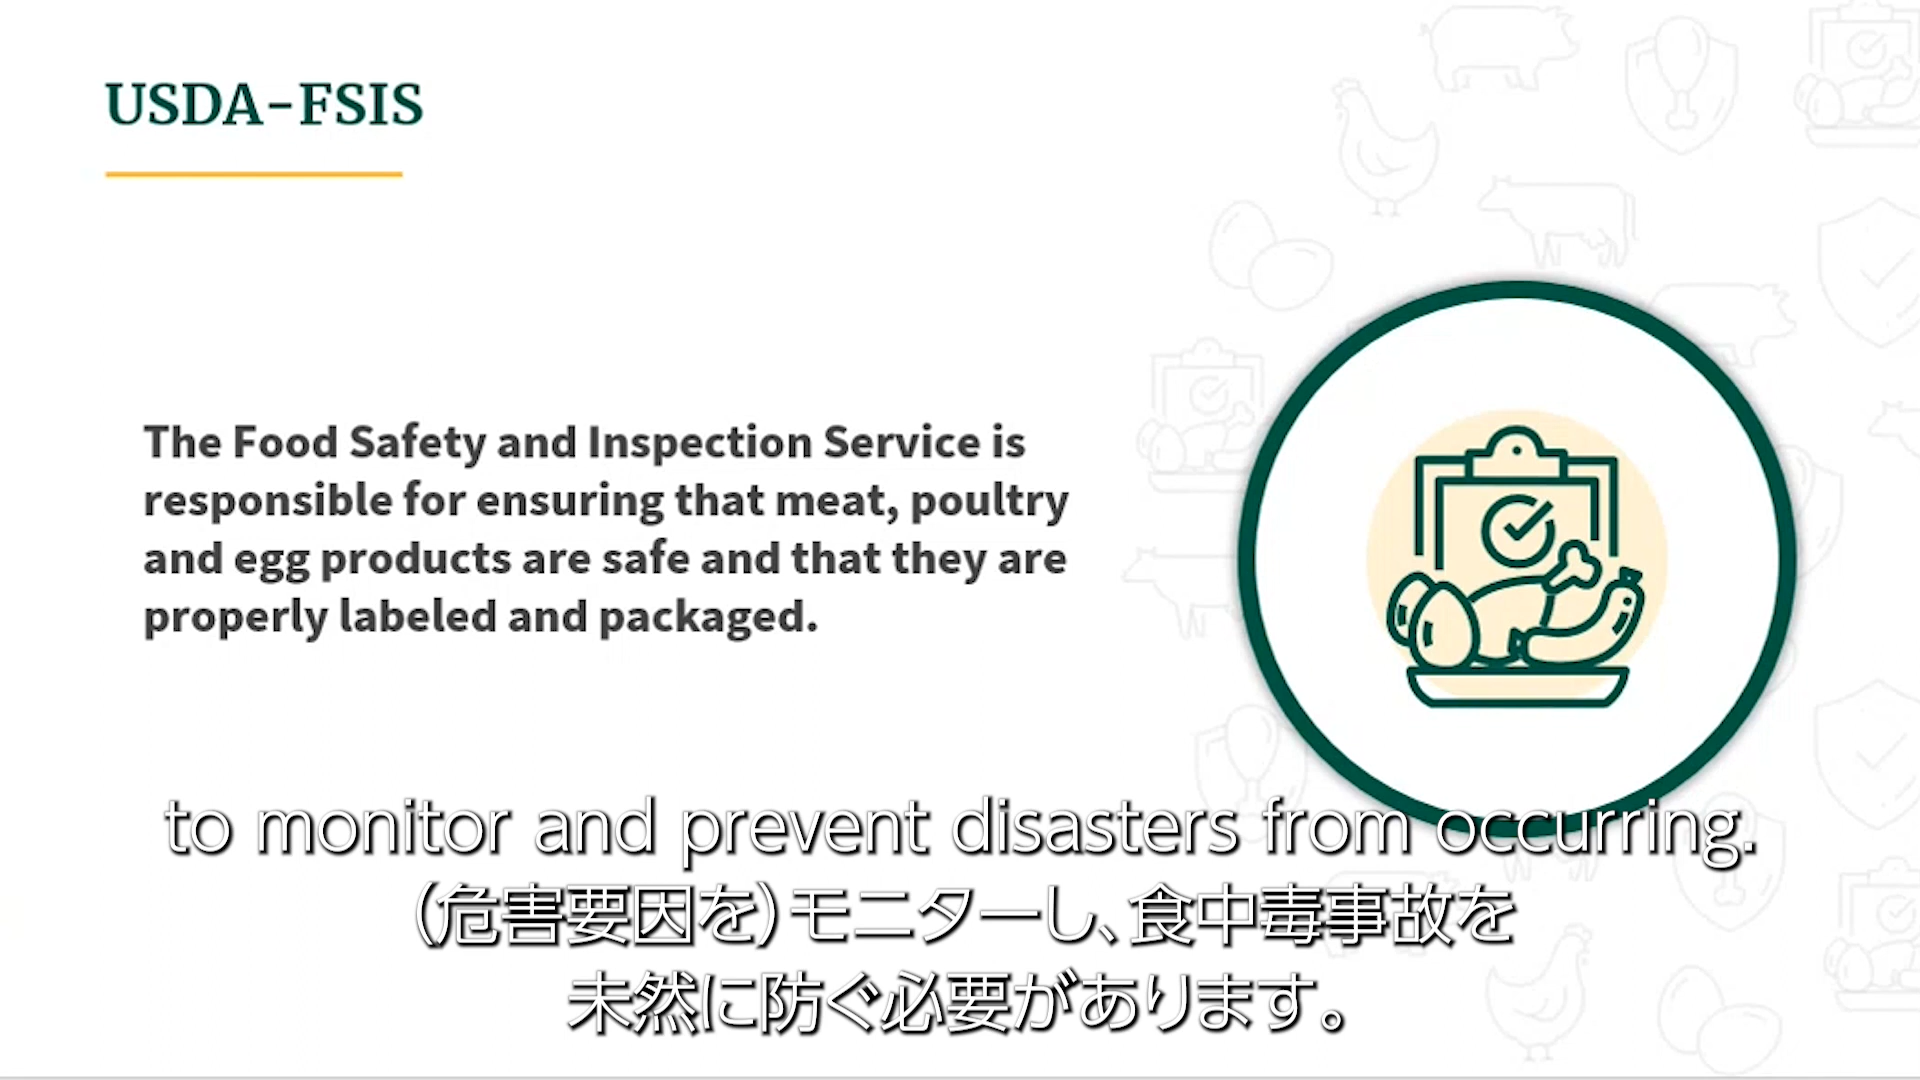 USDA-FSIS
The Food Safety and Inspection Service is
responsible for ensuring that meat, poultry
and egg products are safe and that they are
properly labeled and packaged.
to monitor and prevent disasters from occurring.
（危害要因を）モニターし、食中毒事故を
未然に防ぐ必要があります。